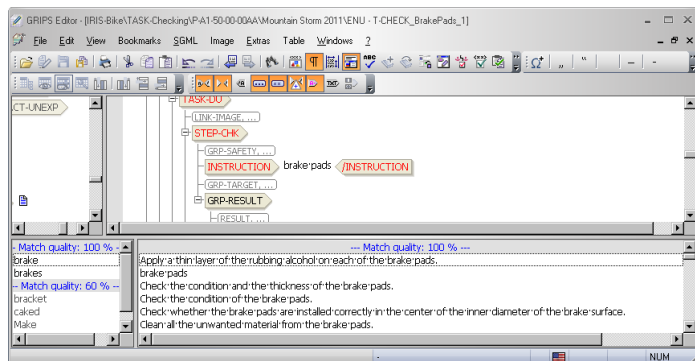 GRIPS Editor - [IRIS-Bike\TASK-Checking\P-A1-50-00-00AA\Mountain Storm 2011\ENU - T-CHECK_BrakePads_1]
File Edit View Bookmarks SGML Image Extras Table Windows ?
ABC
TXT
CT-UNEXP
TASK-DO
LINK-IMAGE, ...
STEP-CHK
GRP-SAFETY, ...
INSTRUCTION brake·pads /INSTRUCTION
GRP-TARGET, ...
GRP-RESULT
RESULT, ...
- Match quality: 100 % -
brake
brakes
-- Match quality: 60 % --
bracket
caked
Make
--- Match quality: 100 % ---
Apply·a·thin·layer·of·the·rubbing·alcohol·on·each·of·the·brake·pads.
brake·pads
Check·the·condition·and·the·thickness·of·the·brake·pads.
Check·the·condition·of·the·brake·pads.
Check·whether·the·brake·pads·are·installed·correctly·in·the·center·of·the·inner·diameter·of·the·brake·surface.
Clean·all·the·unwanted·material·from·the·brake·pads.
-
NUM